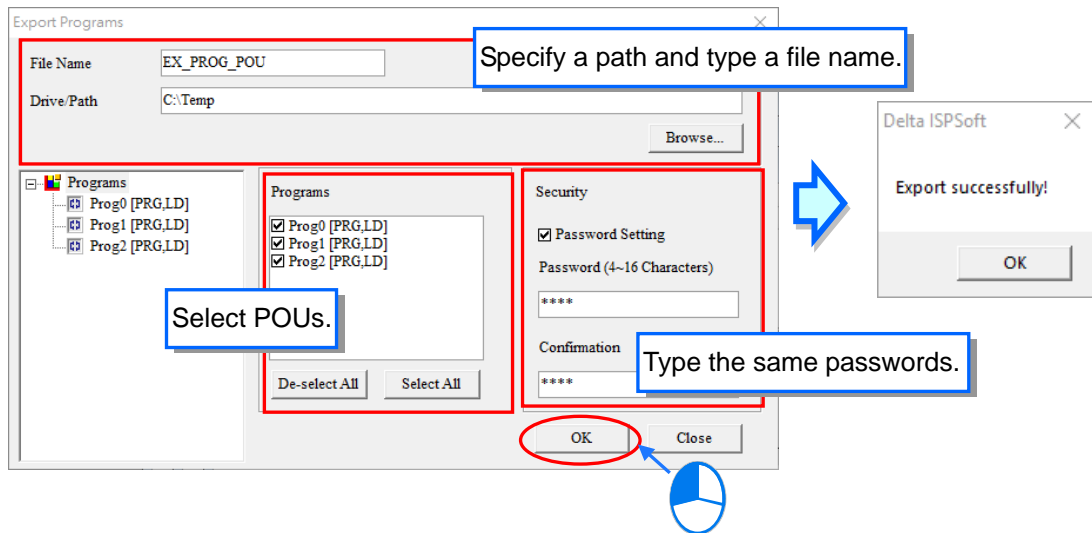 Export Programs
File Name
EX_PROG_POU
Specify a path and type a file name.
Drive/Path
C:\Temp
Browse...
Programs
Prog0 [PRG,LD]
Prog1 [PRG,LD]
Prog2 [PRG,LD]
Programs
Prog0 [PRG,LD]
Prog1 [PRG,LD]
Prog2 [PRG,LD]
Select POUs.
De-select All
Select All
Security
Password Setting
Password (4~16 Characters)
****
Confirmation
****
Type the same passwords.
OK
Close
Delta ISPSoft
Export successfully!
OK